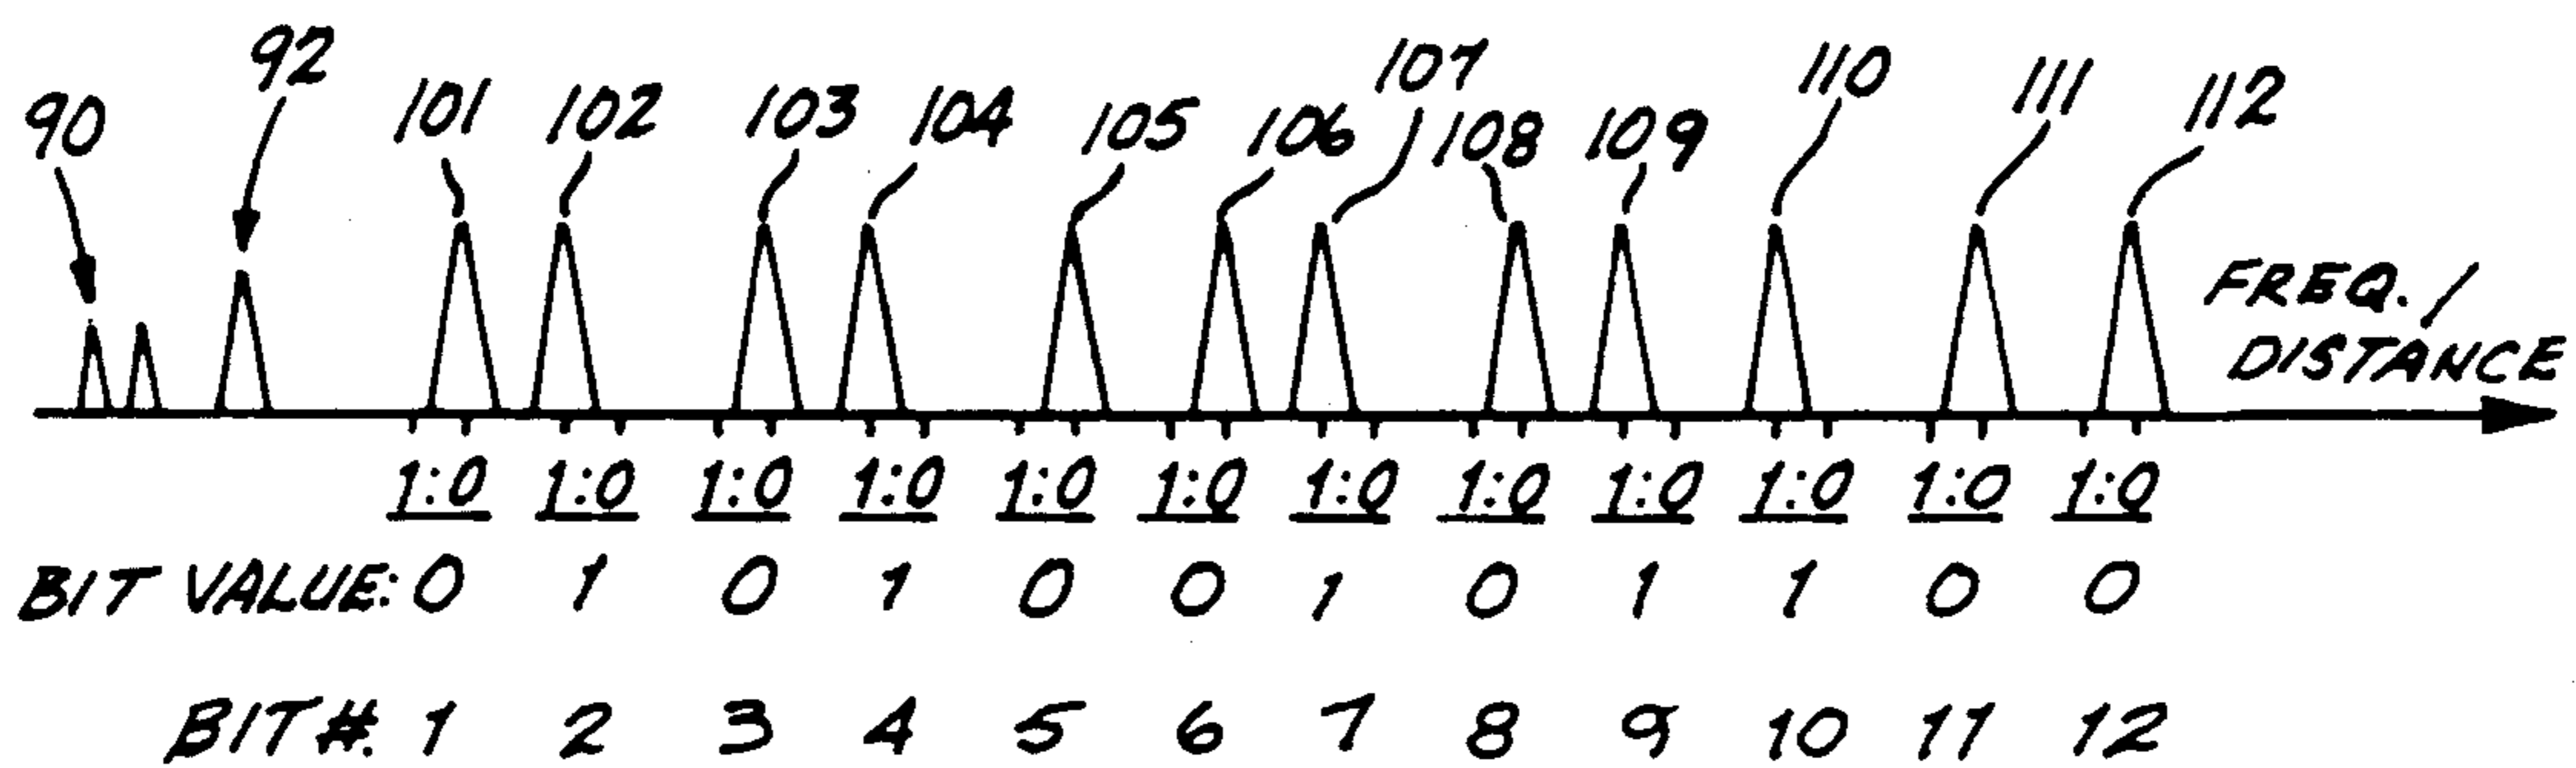 90 92 101 102 103 104 105 106 107 108 109 110 111 112
FREQ. /
DISTANCE
1:0 1:0 1:0 1:0 1:0 1:0 1:0 1:0 1:0 1:0 1:0 1:0
BIT VALUE: 0 1 0 1 0 0 1 0 1 1 0 0
BIT #. 1 2 3 4 5 6 7 8 9 10 11 12